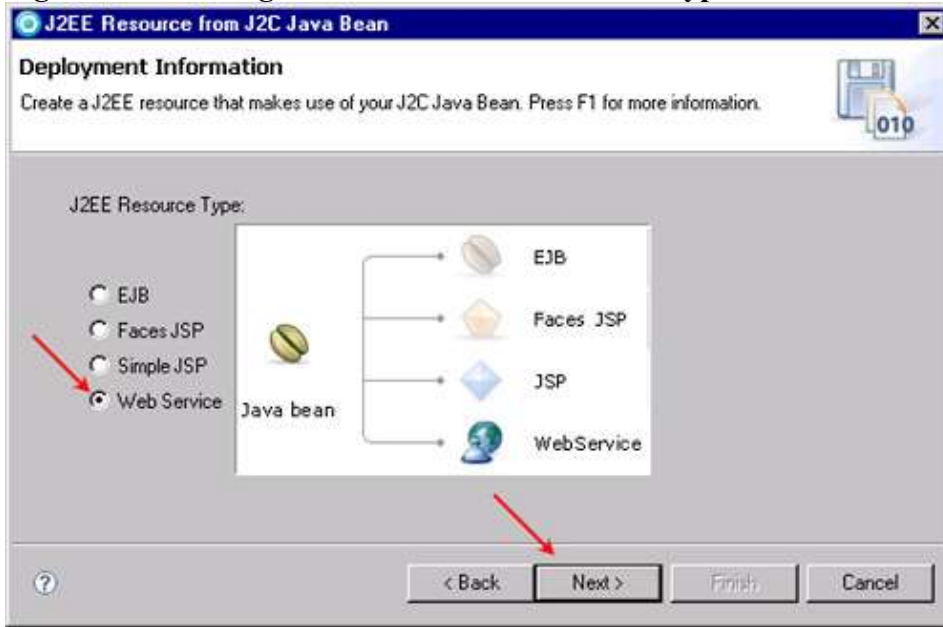 J2EE Resource from J2C Java Bean
Deployment Information
Create a J2EE resource that makes use of your J2C Java Bean. Press F1 for more information.
010
J2EE Resource Type:
EJB
Faces JSP
Simple JSP
Web Service
Java bean
EJB
Faces JSP
JSP
WebService
?
< Back
Next >
Finish
Cancel